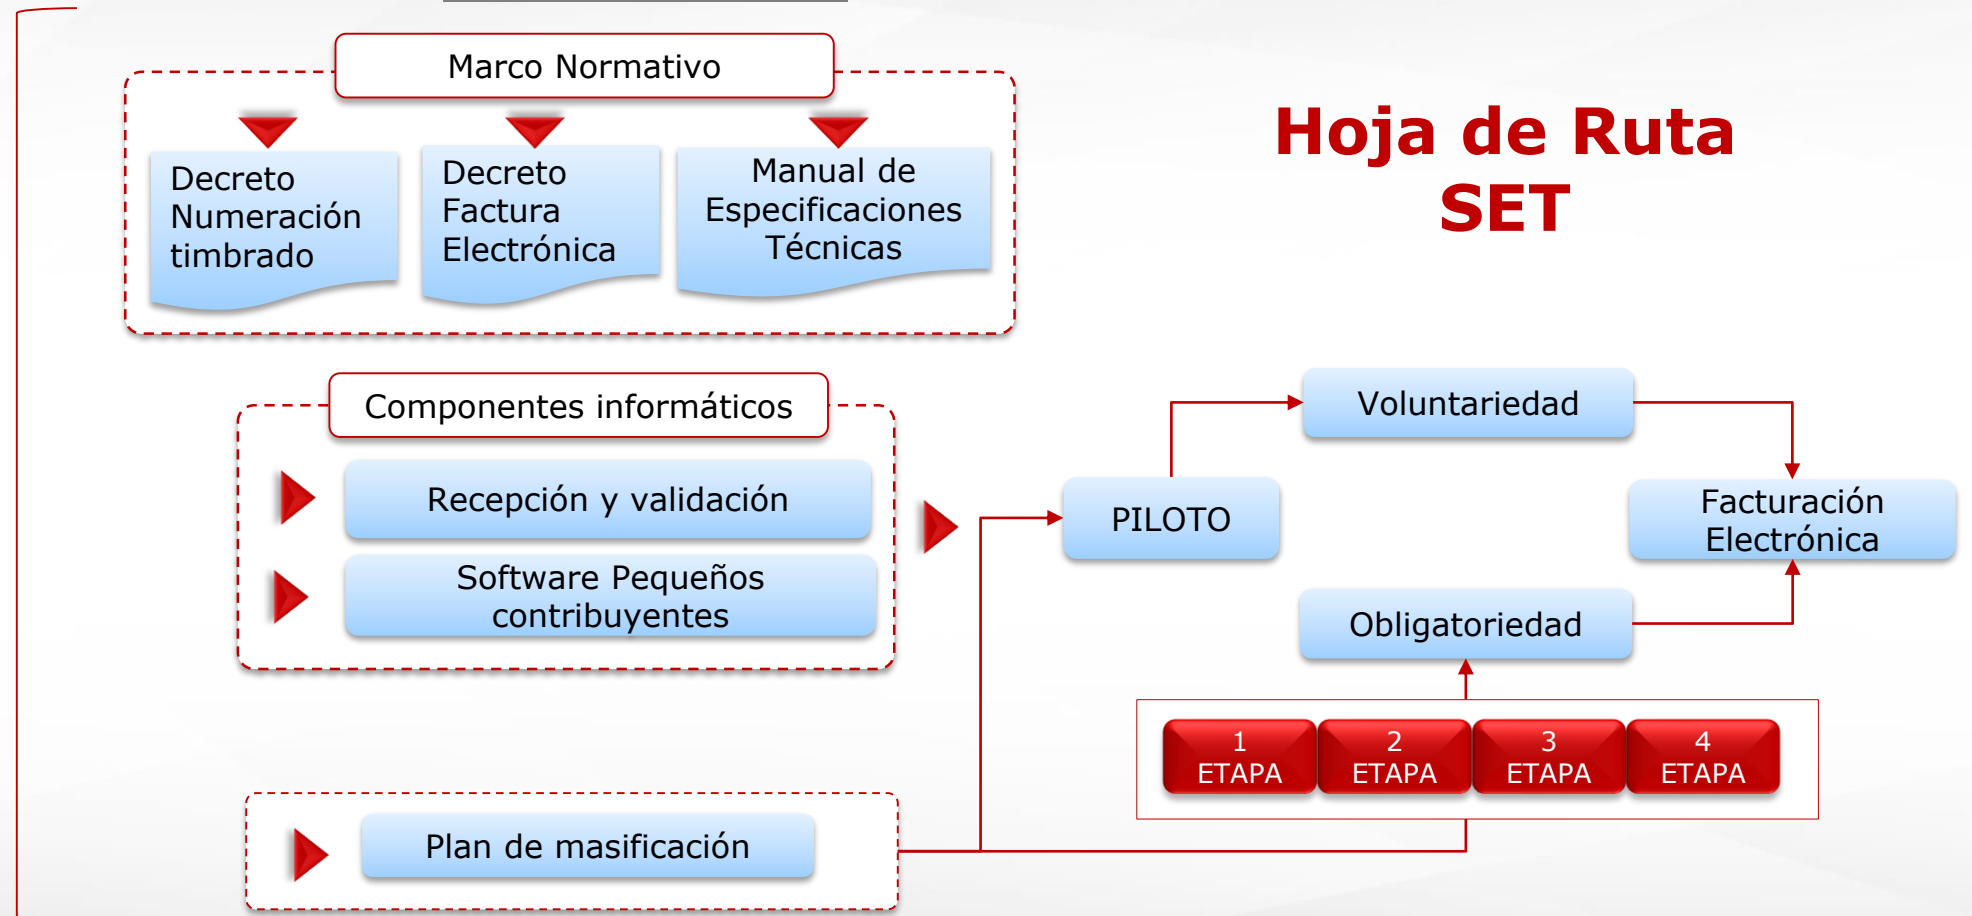 Marco Normativo
Decreto
Numeración
timbrado
Decreto
Factura
Electrónica
Manual de
Especificaciones
Técnicas
Hoja de Ruta
SET
Componentes informáticos
Recepción y validación
Software Pequeños
contribuyentes
Voluntariedad
PILOTO
Facturación
Electrónica
Obligatoriedad
1
ETAPA
2
ETAPA
3
ETAPA
4
ETAPA
Plan de masificación